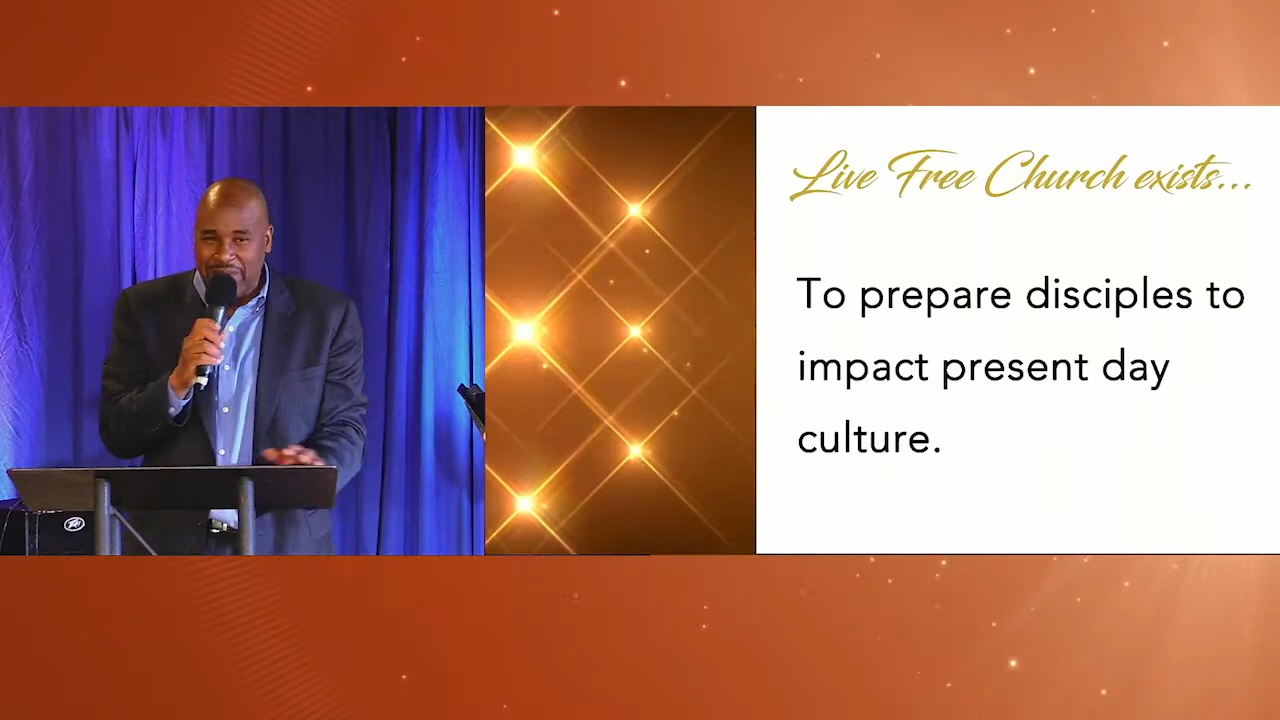 Live Free Church exists...
To prepare disciples to
impact present day
culture.